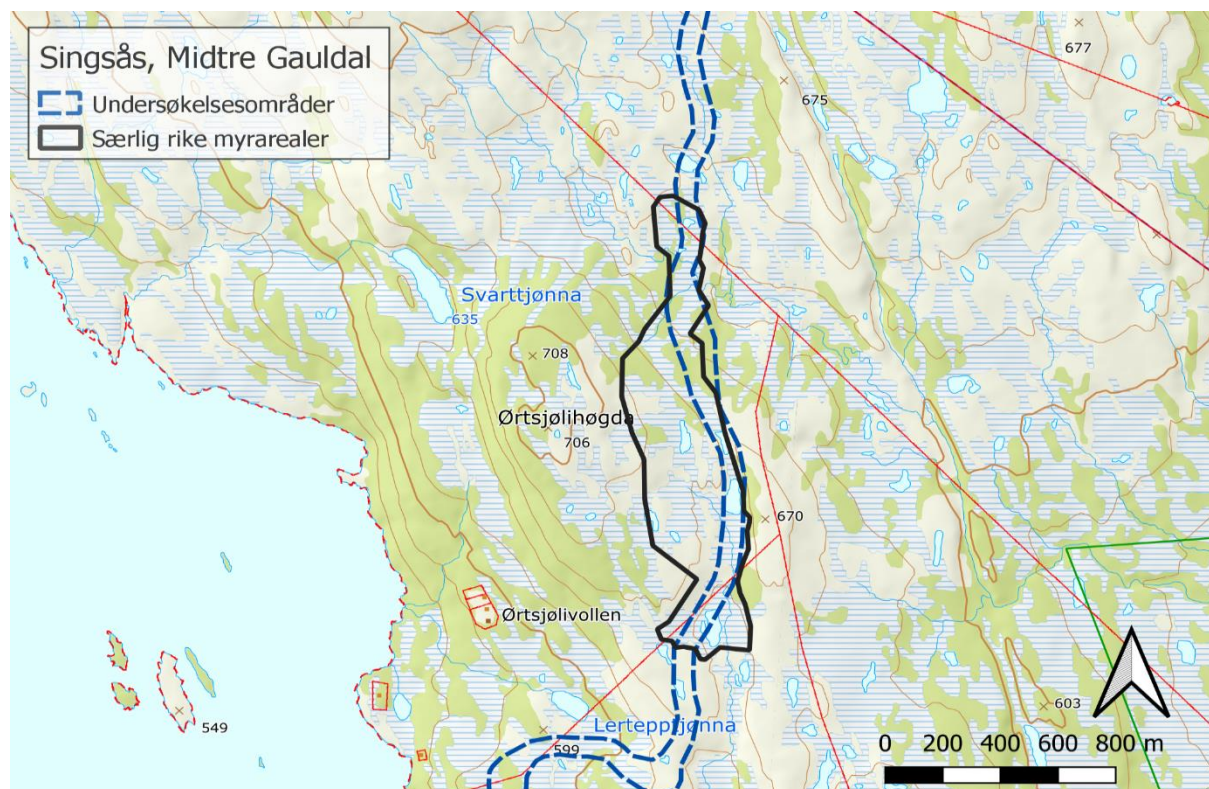 Singsås, Midtre Gauldal
Undersøkelsesområder
Særlig rike myrarealer
677
675
Svarttjønna
635
708
Ørtsjølihøgda
706
670
Ørtsjølivollen
549
Lertepptjønna
599
603
0 200 400 600 800 m